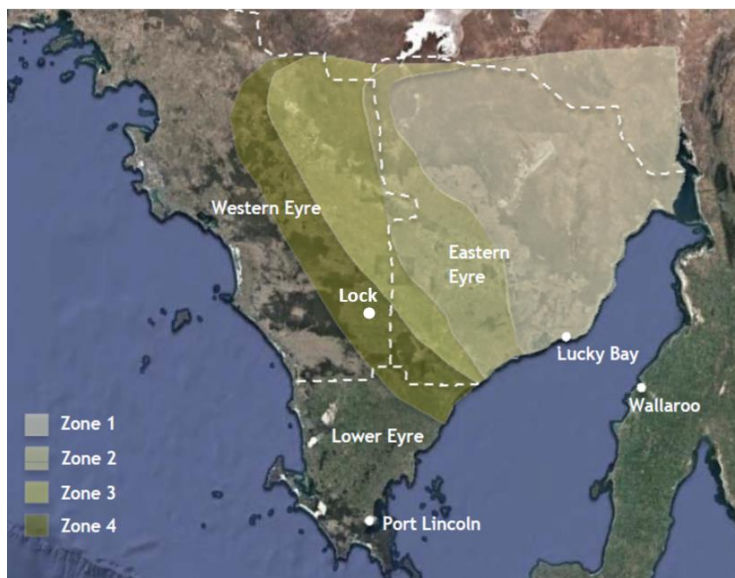 Western Eyre
Eastern
Eyre
Lock
Lucky Bay
Wallaroo
Lower Eyre
Port Lincoln
Zone 1
Zone 2
Zone 3
Zone 4